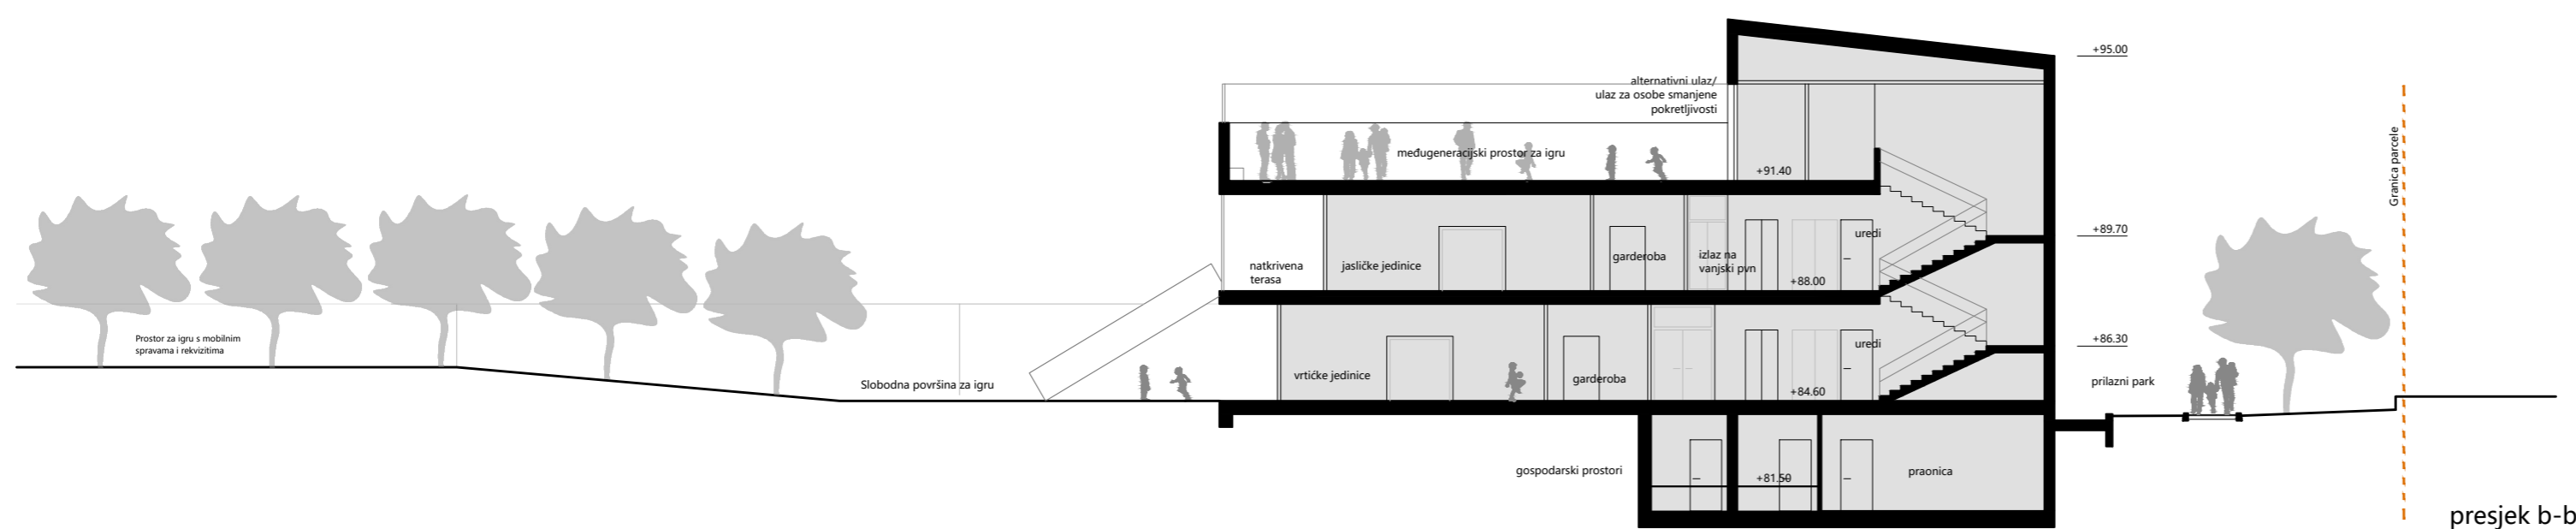 +95.00
alternativni ulaz/
ulaz za osobe smanjene
pokretljivosti
međugeneracijski prostor za igru
+91.40
Granica parcele
+89.70
uredi
garderoba
izlaz na
vanjski pvn
natkrivena
terasa
jasličke jedinice
+88.00
Prostor za igru s mobilnim
spravama i rekvizitima
+86.30
uredi
Slobodna površina za igru
vrtićke jedinice
garderoba
prilazni park
+84.60
gospodarski prostori
+81.50
praonica
presjek b-b